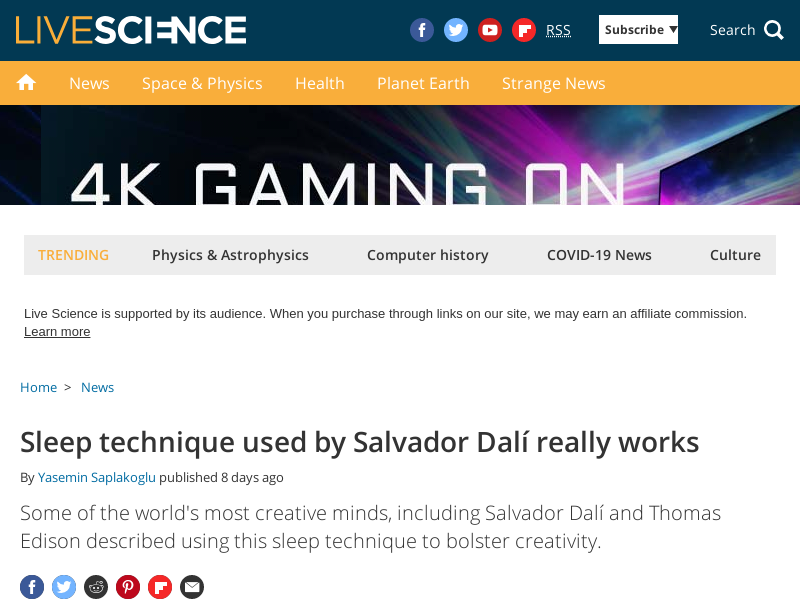 LIVESCIENCE
RSS
Subscribe ▼
Search
News
Space & Physics
Health
Planet Earth
Strange News
4K GAMING ON
TRENDING
Physics & Astrophysics
Computer history
COVID-19 News
Culture
Live Science is supported by its audience. When you purchase through links on our site, we may earn an affiliate commission.
Learn more
Home > News
Sleep technique used by Salvador Dalí really works
By Yasemin Saplakoglu published 8 days ago
Some of the world's most creative minds, including Salvador Dalí and Thomas
Edison described using this sleep technique to bolster creativity.